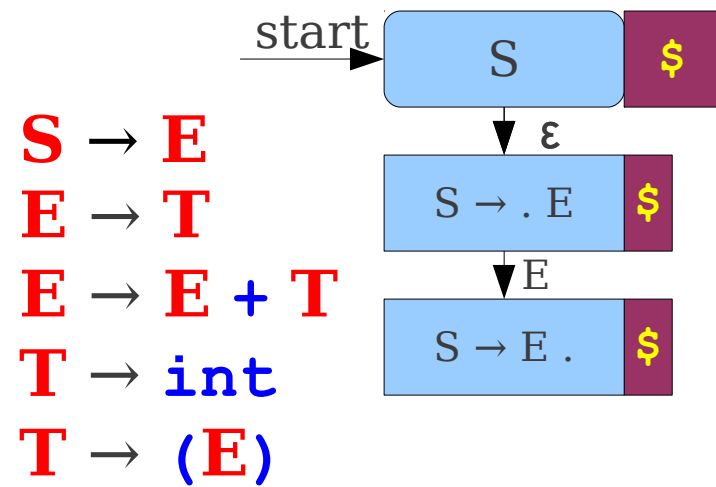 start
S $
ε
S → . E $
E
S → E . $
S → E
E → T
E → E + T
T → int
T → (E)